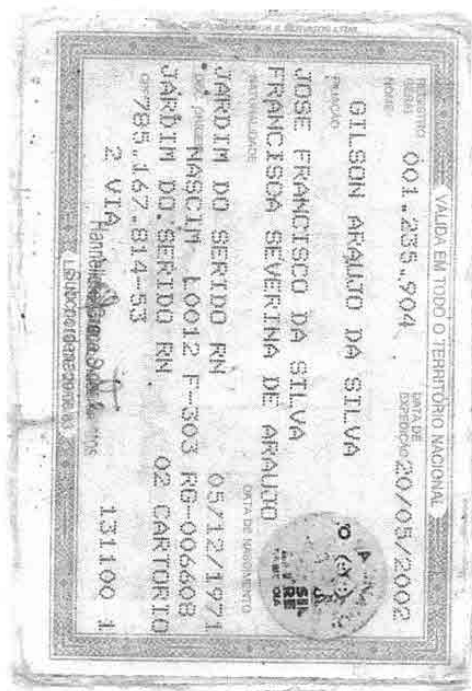 VÁLIDA EM TODO O TERRITÓRIO NACIONAL
REGISTRO GERAL 001.235.904 DATA DE EXPEDIÇÃO 20/05/2002
NOME
GILSON ARAUJO DA SILVA
FILIAÇÃO
JOSE FRANCISCO DA SILVA
FRANCISCA SEVERINA DE ARAUJO
NATURALIDADE DATA DE NASCIMENTO
JARDIM DO SERIDO RN 05/12/1971
NASCIM L0012 F-303 RG-006608
JARDIM DO SERIDO RN 02 CARTORIO
CPF 785.167.814-53
2 VIA 131100 1